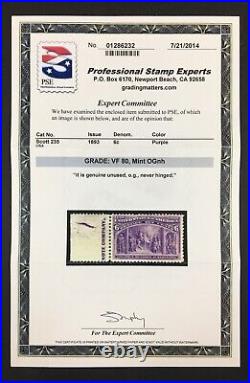 No. 01286232
7/21/2014
PSE
Professional Stamp Experts
P.O. Box 6170, Newport Beach, CA 92658
gradingmatters.com
Expert Committee
We have examined the enclosed item submitted to PSE, of which
an image is shown below, and are of the opinion that:
Cat No. Issue Denom. Color
Scott 235 1893 6c Purple
USA
GRADE: VF 80, Mint OGnh
"it is genuine unused, o.g., never hinged."
For The Expert Committee